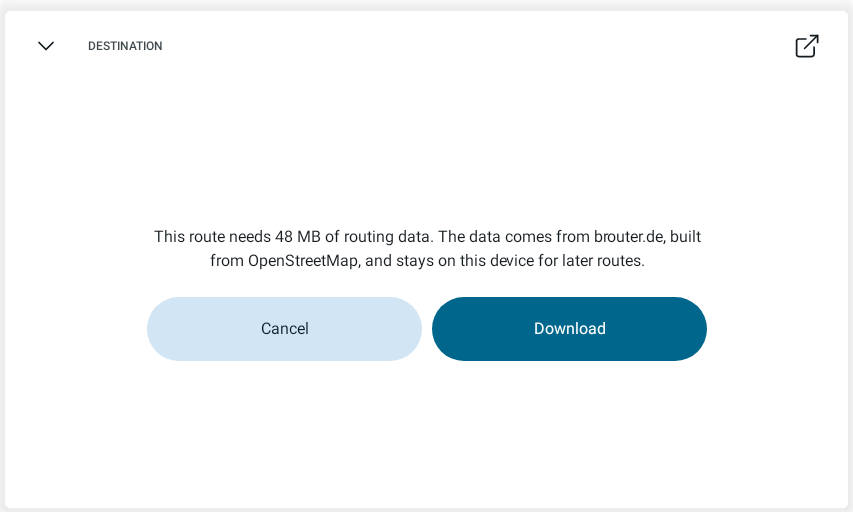 DESTINATION
This route needs 48 MB of routing data. The data comes from brouter.de, built
from OpenStreetMap, and stays on this device for later routes.
Cancel
Download